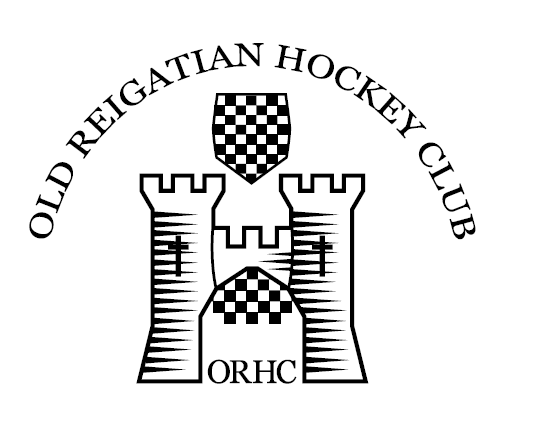 OLD REIGATIAN HOCKEY CLUB
ORHC